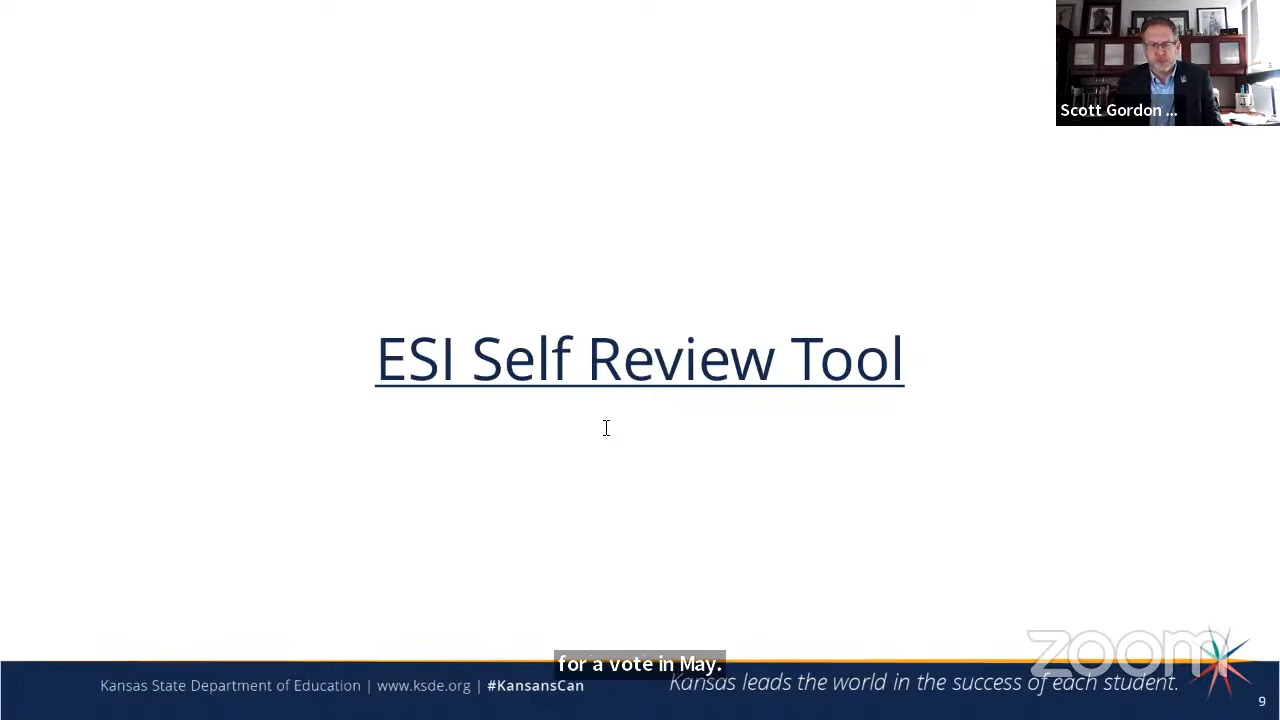 Scott Gordon ...
ESI Self Review Tool
for a vote in May.
zoom
Kansas State Department of Education | www.ksde.org | #KansansCan
Kansas leads the world in the success of each student.
9